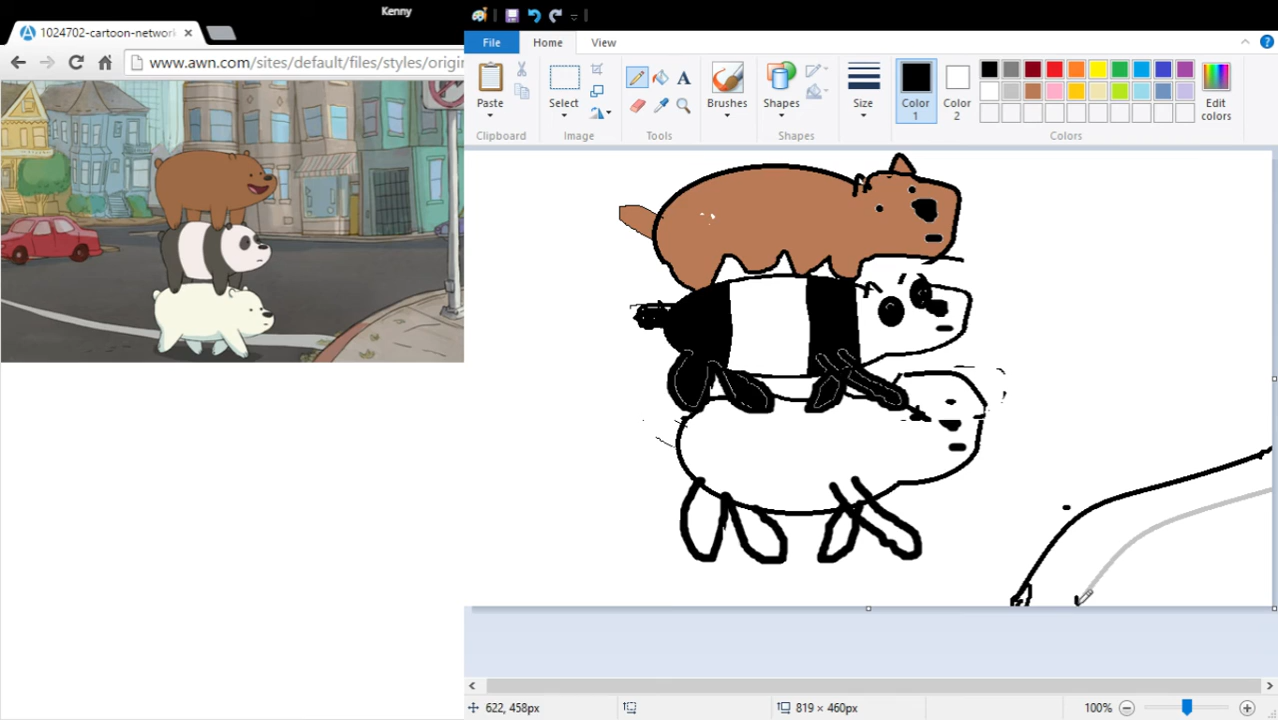 Kenny
1024702-cartoon-network
www.awn.com/sites/default/files/styles/origin
File
Home
View
Paste
Select
Brushes
Shapes
Size
Color
1
Color
2
Edit
colors
Clipboard
Image
Tools
Shapes
Colors
622, 458px
819 × 460px
100%